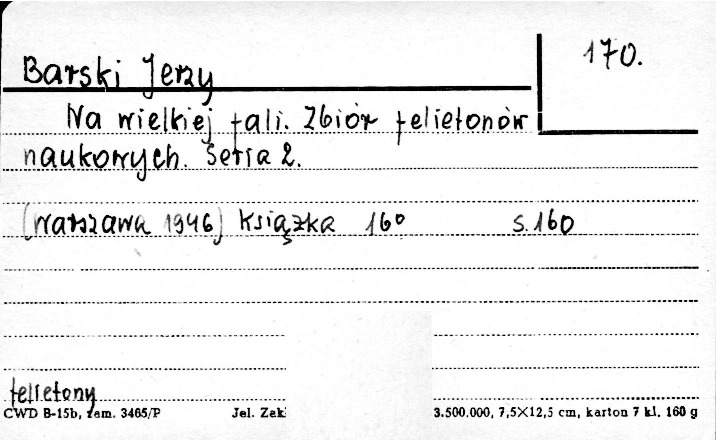 170.
Barski Jerzy
Na wielkiej fali. Zbiór felietonów
naukowych. Seria 2.
(Warszawa 1946) Książka 16° s. 160
felietony
CWD B-15b, zam. 3465/P Jel. Zak 3.500.000, 7,5×12,5 cm, karton 7 kl. 160 g